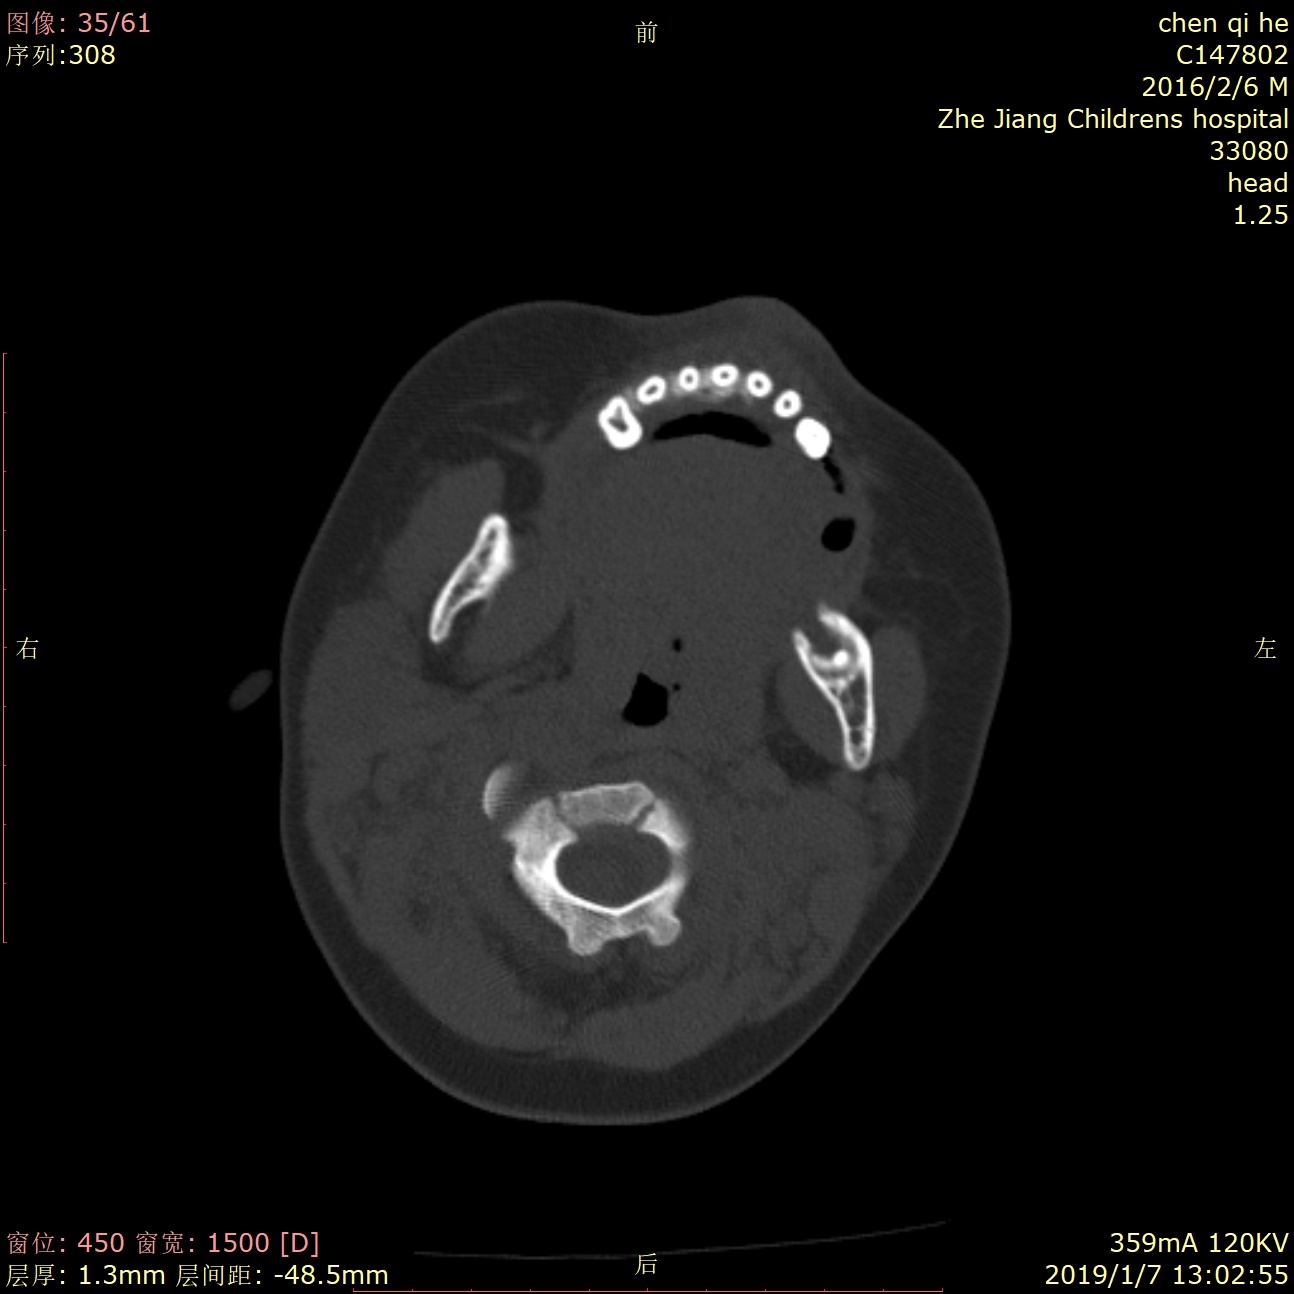 图像: 35/61
序列:308
前
chen qi he
C147802
2016/2/6 M
Zhe Jiang Childrens hospital
33080
head
1.25
右
左
窗位: 450 窗宽: 1500 [D]
层厚: 1.3mm 层间距: -48.5mm
后
359mA 120KV
2019/1/7 13:02:55